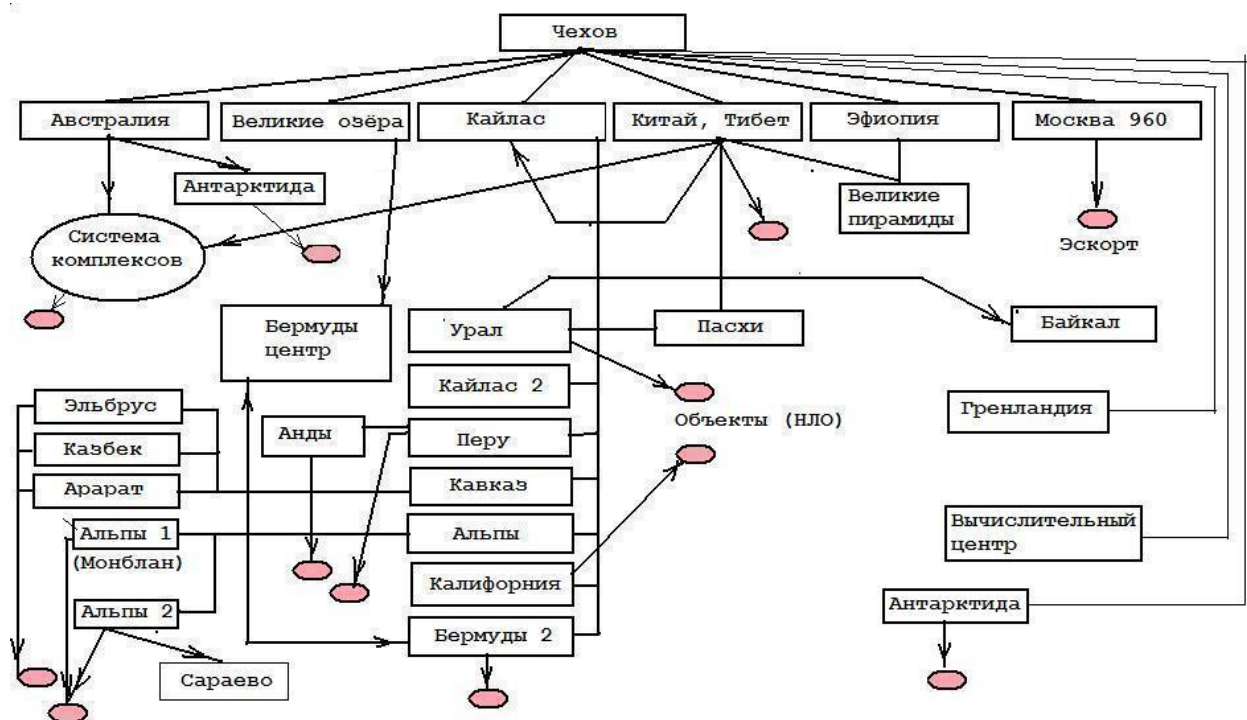 Чехов
Австралия
Великие озёра
Кайлас
Китай, Тибет
Эфиопия
Москва 960
Антарктида
Великие
пирамиды
Система
комплексов
Эскорт
Бермуды
центр
Урал
Пасхи
Байкал
Кайлас 2
Эльбрус
Объекты (НЛО)
Гренландия
Анды
Перу
Казбек
Арарат
Кавказ
Альпы 1
(Монблан)
Альпы
Вычислительный
центр
Калифорния
Альпы 2
Антарктида
Бермуды 2
Сараево